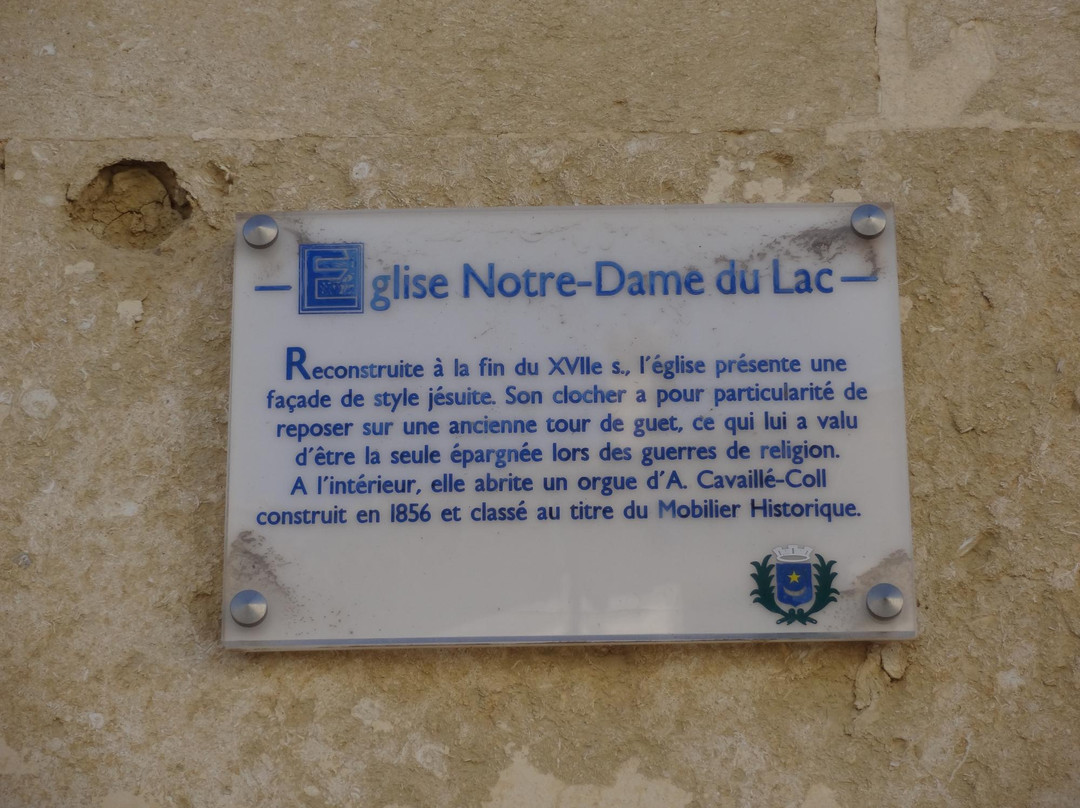 — Église Notre-Dame du Lac —
Reconstruite à la fin du XVIIe s., l'église présente une
façade de style jésuite. Son clocher a pour particularité de
reposer sur une ancienne tour de guet, ce qui lui a valu
d'être la seule épargnée lors des guerres de religion.
A l'intérieur, elle abrite un orgue d'A. Cavaillé-Coll
construit en 1856 et classé au titre du Mobilier Historique.